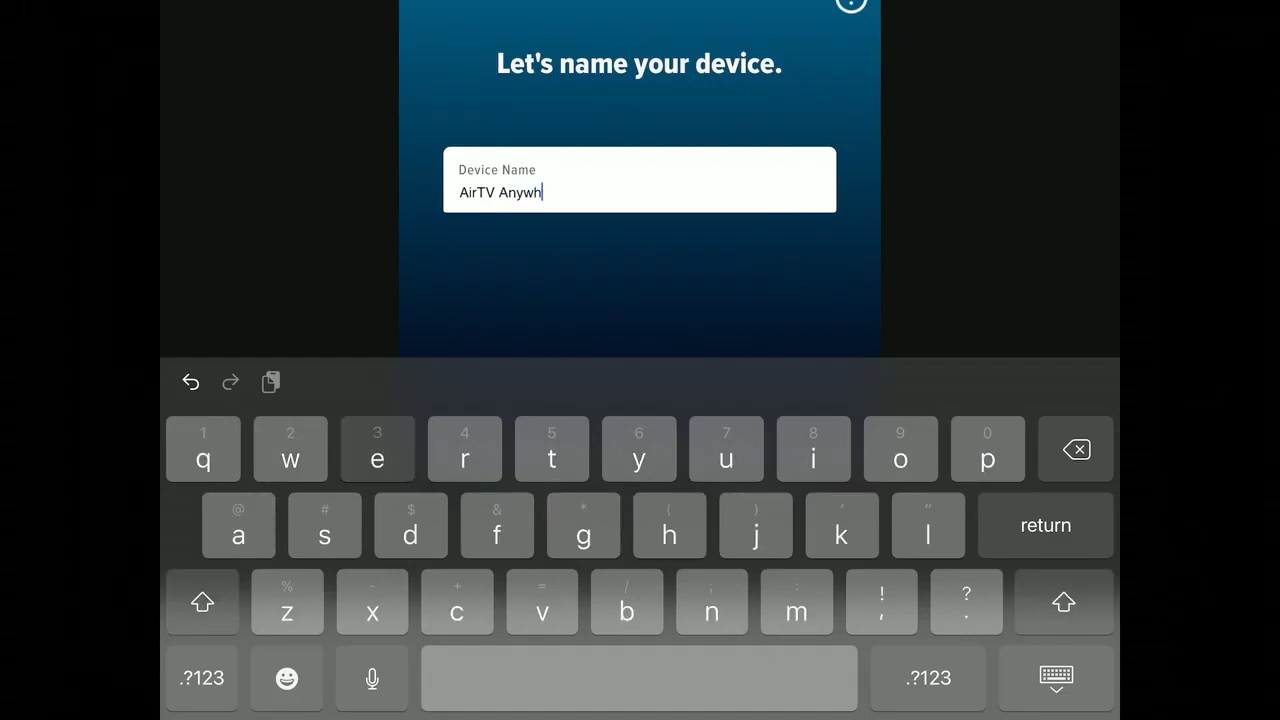 Let's name your device.
Device Name
AirTV Anywh
1 2 3 4 5 6 7 8 9 0
q w e r t y u i o p
@ # $ & * ( ) ' "
a s d f g h j k l return
% - + = / ; : ! ?
z x c v b n m , .
.?123 .?123